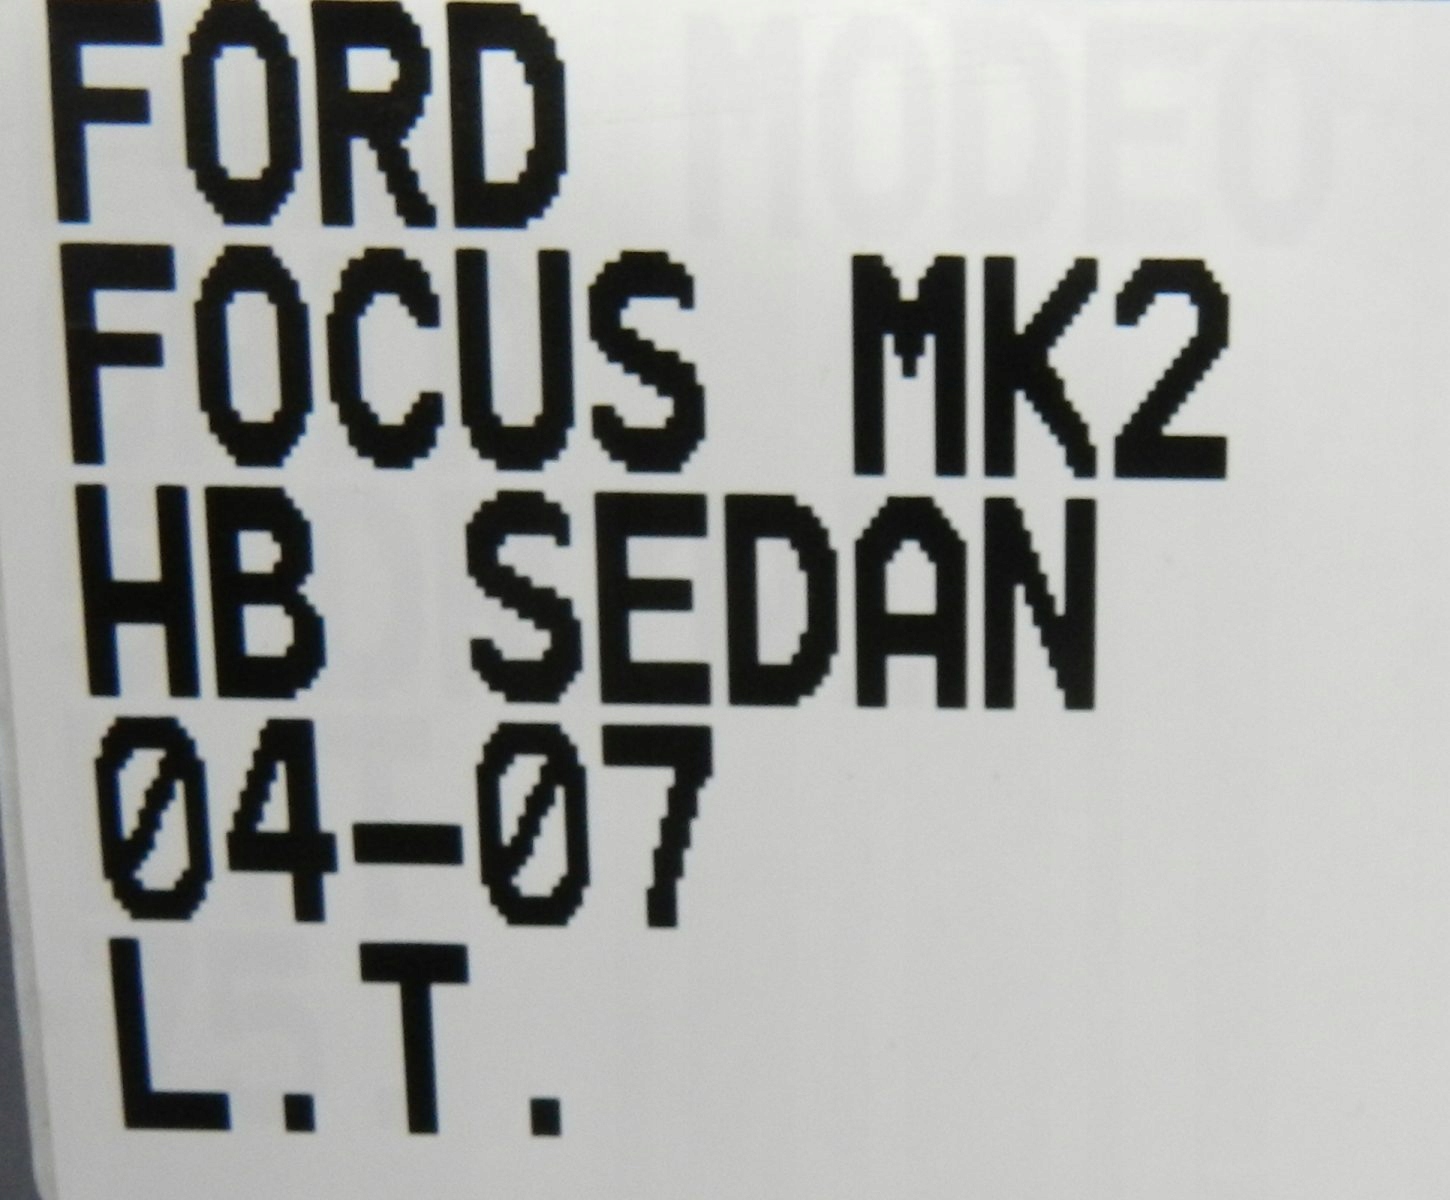 FORD
FOCUS MK2
HB SEDAN
04-07
L.T.